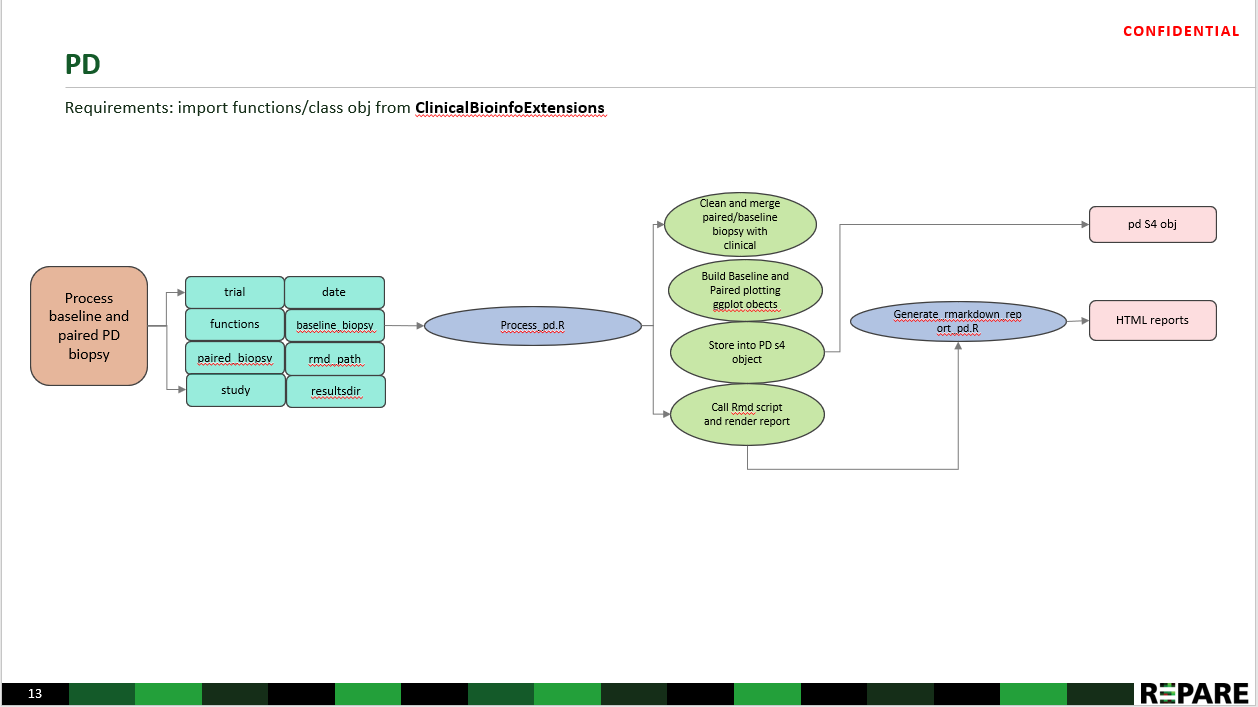 CONFIDENTIAL
PD
Requirements: import functions/class obj from ClinicalBioinfoExtensions
Process
baseline and
paired PD
biopsy
trial
date
functions
baseline_biopsy
paired_biopsy
rmd_path
study
resultsdir
Process_pd.R
Clean and merge
paired/baseline
biopsy with
clinical
Build Baseline and
Paired plotting
ggplot obects
Store into PD s4
object
Call Rmd script
and render report
Generate_rmarkdown_rep
ort_pd.R
pd S4 obj
HTML reports
13
REPARE